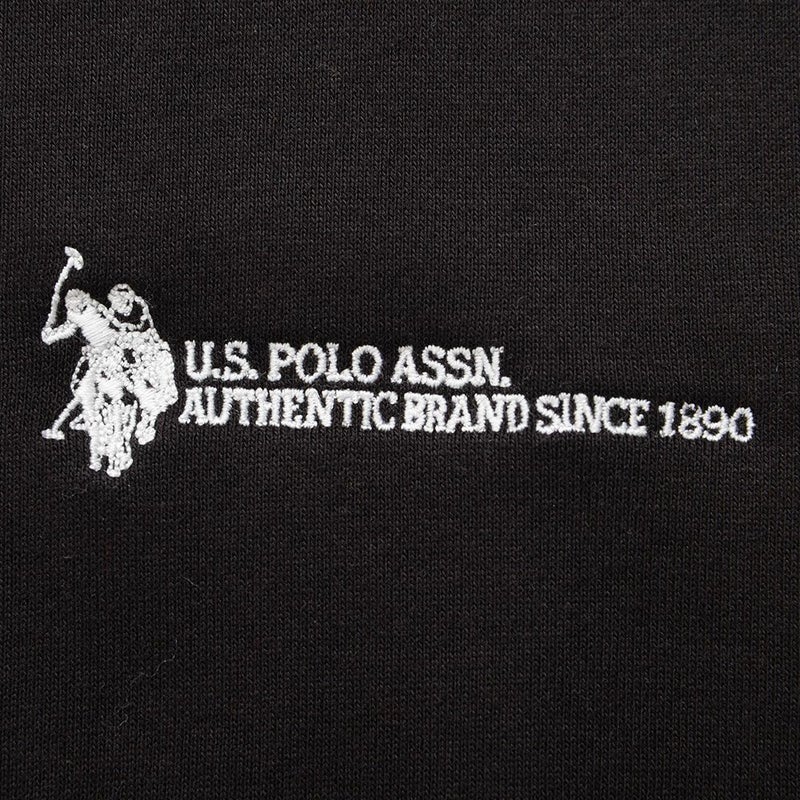 U.S. POLO ASSN.
AUTHENTIC BRAND SINCE 1890